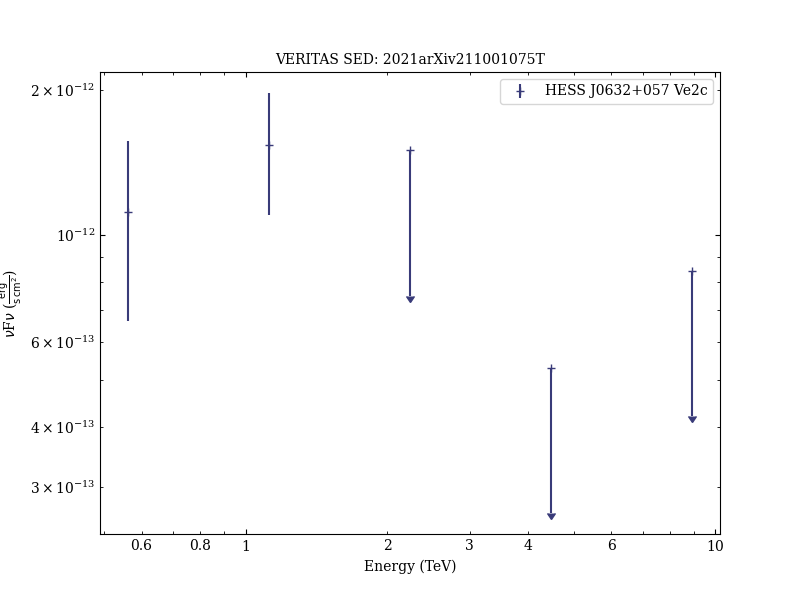 VERITAS SED: 2021arXiv211001075T
HESS J0632+057 Ve2c
2×10⁻¹²
10⁻¹²
6×10⁻¹³
4×10⁻¹³
3×10⁻¹³
νFν (erg/s cm²)
0.6 0.8 1 2 3 4 6 10
Energy (TeV)